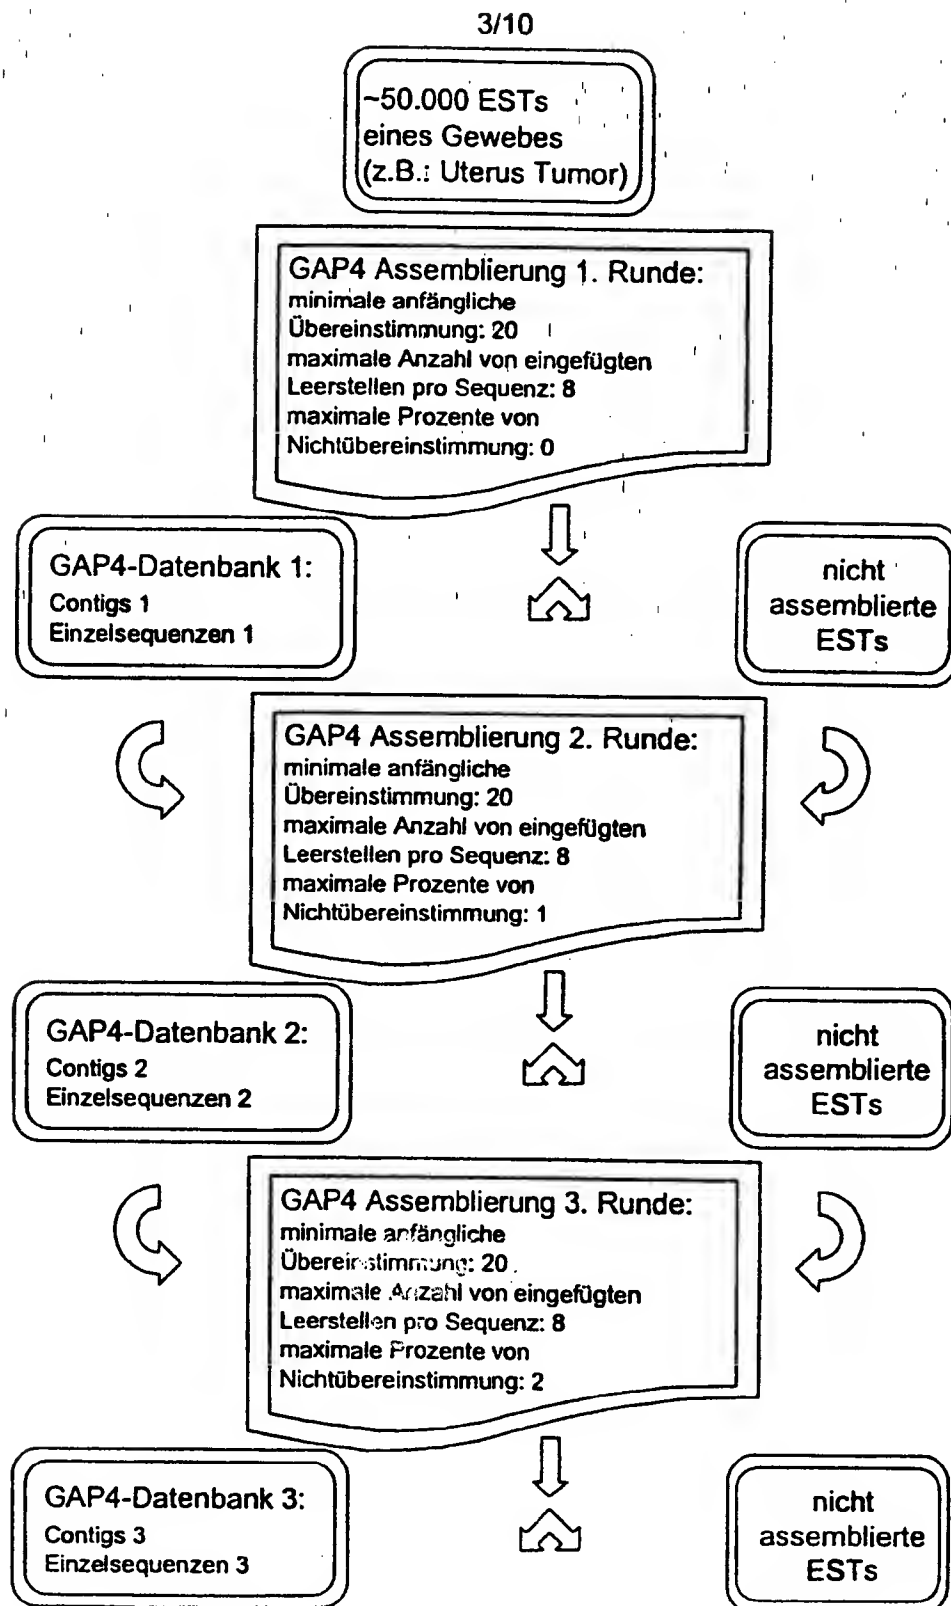 3/10
~50.000 ESTs
eines Gewebes
(z.B.: Uterus Tumor)
GAP4 Assemblierung 1. Runde:
minimale anfängliche
Übereinstimmung: 20
maximale Anzahl von eingefügten
Leerstellen pro Sequenz: 8
maximale Prozente von
Nichtübereinstimmung: 0
GAP4-Datenbank 1:
Contigs 1
Einzelsequenzen 1
nicht
assemblierte
ESTs
GAP4 Assemblierung 2. Runde:
minimale anfängliche
Übereinstimmung: 20
maximale Anzahl von eingefügten
Leerstellen pro Sequenz: 8
maximale Prozente von
Nichtübereinstimmung: 1
GAP4-Datenbank 2:
Contigs 2
Einzelsequenzen 2
nicht
assemblierte
ESTs
GAP4 Assemblierung 3. Runde:
minimale anfängliche
Übereinstimmung: 20
maximale Anzahl von eingefügten
Leerstellen pro Sequenz: 8
maximale Prozente von
Nichtübereinstimmung: 2
GAP4-Datenbank 3:
Contigs 3
Einzelsequenzen 3
nicht
assemblierte
ESTs